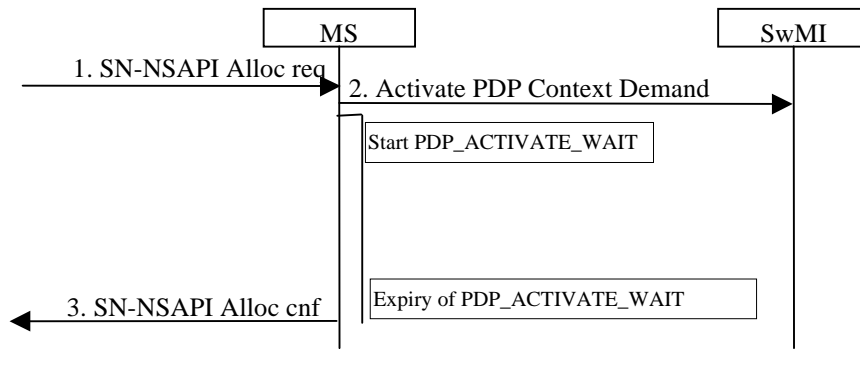 MS
SwMI
1. SN-NSAPI Alloc req
2. Activate PDP Context Demand
Start PDP_ACTIVATE_WAIT
Expiry of PDP_ACTIVATE_WAIT
3. SN-NSAPI Alloc cnf